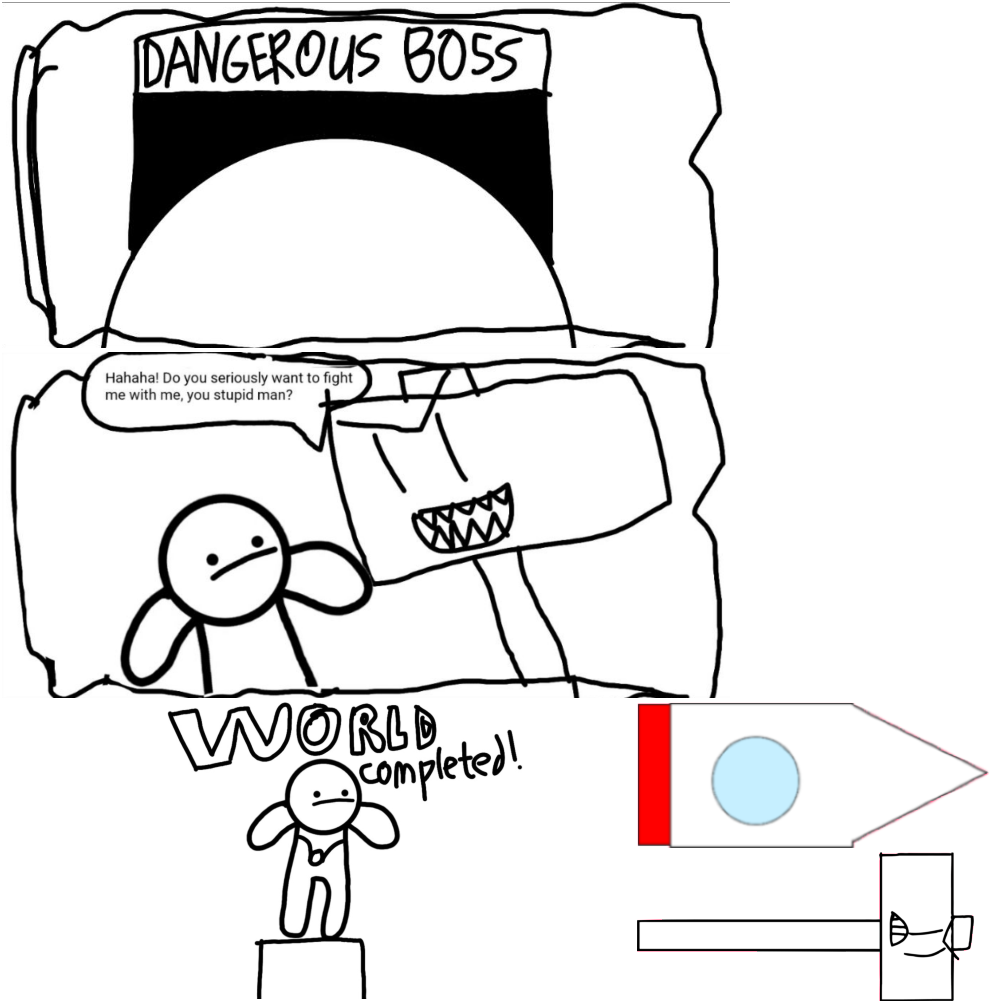 DANGEROUS BOSS
Hahaha! Do you seriously want to fight
me with me, you stupid man?
WORLD
completed!